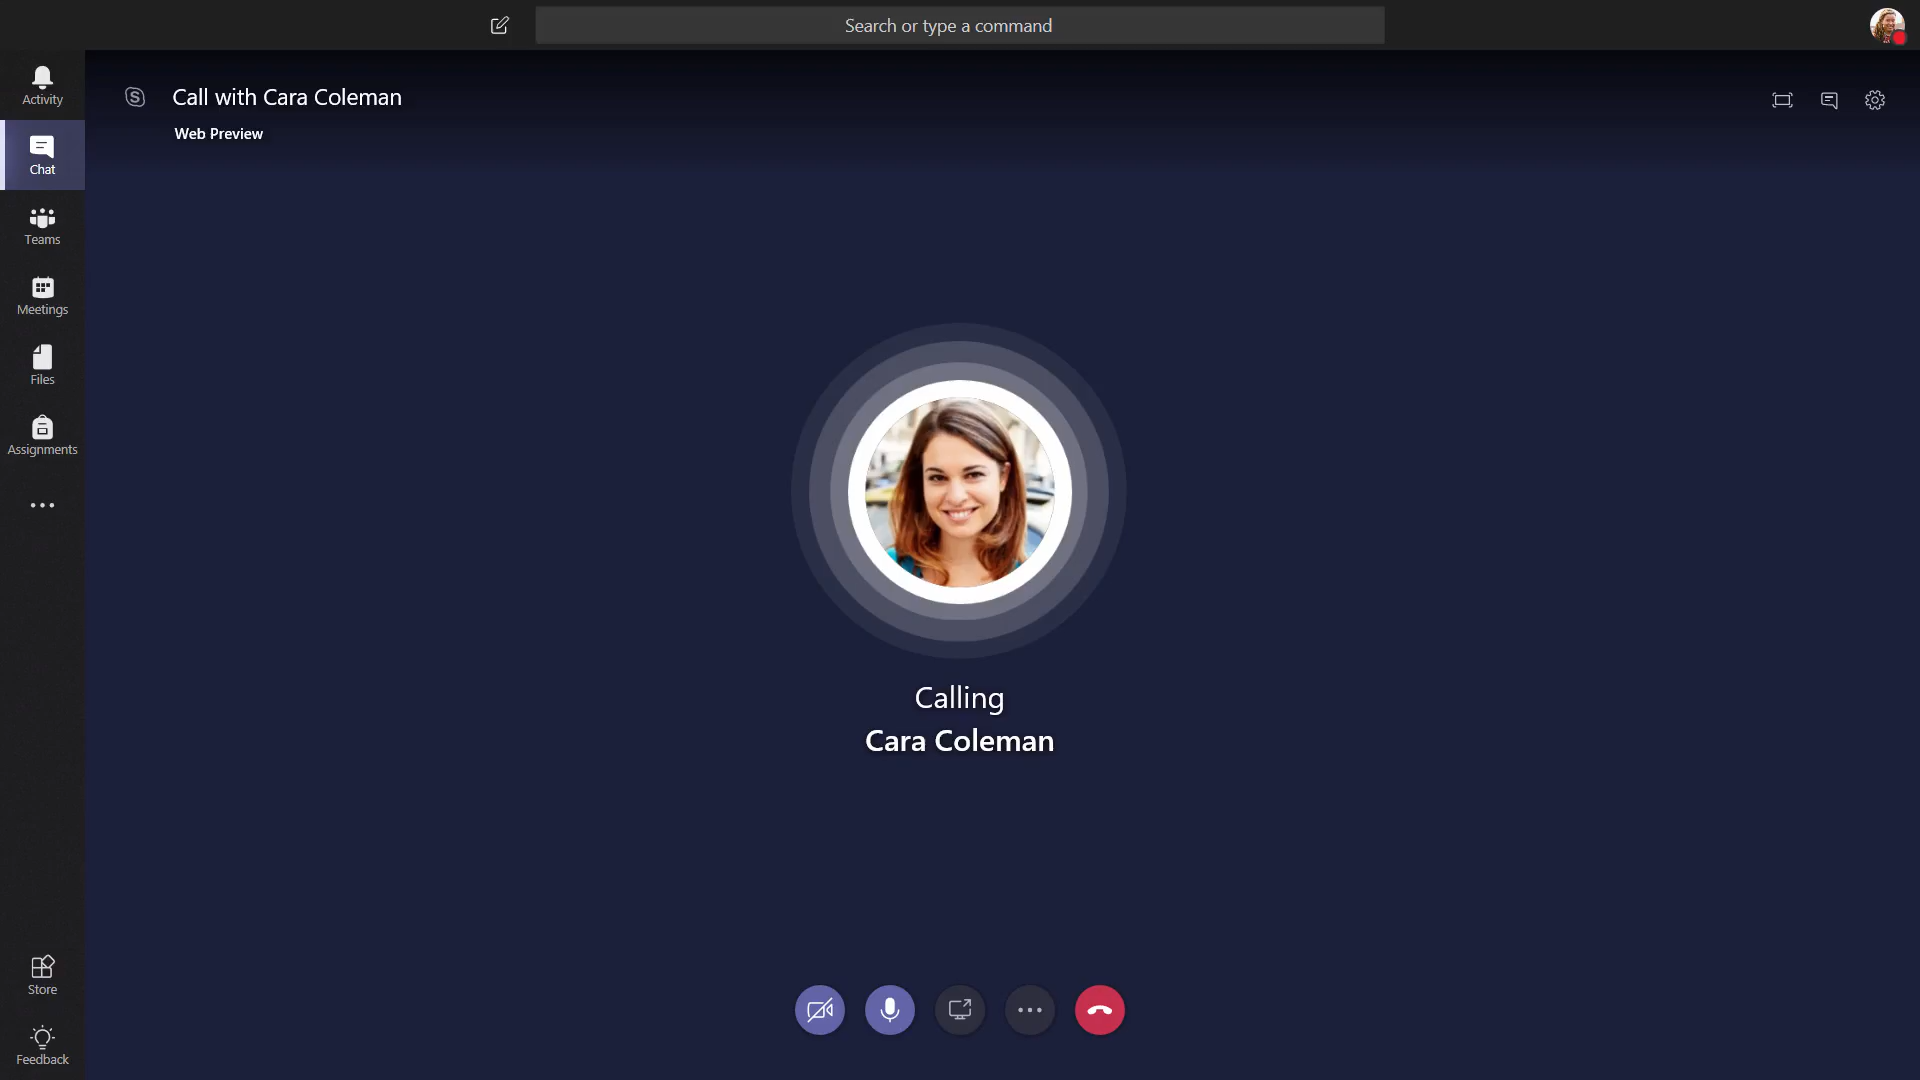 Search or type a command
Activity
Chat
Teams
Meetings
Files
Assignments
Store
Feedback
Call with Cara Coleman
Web Preview
Calling
Cara Coleman